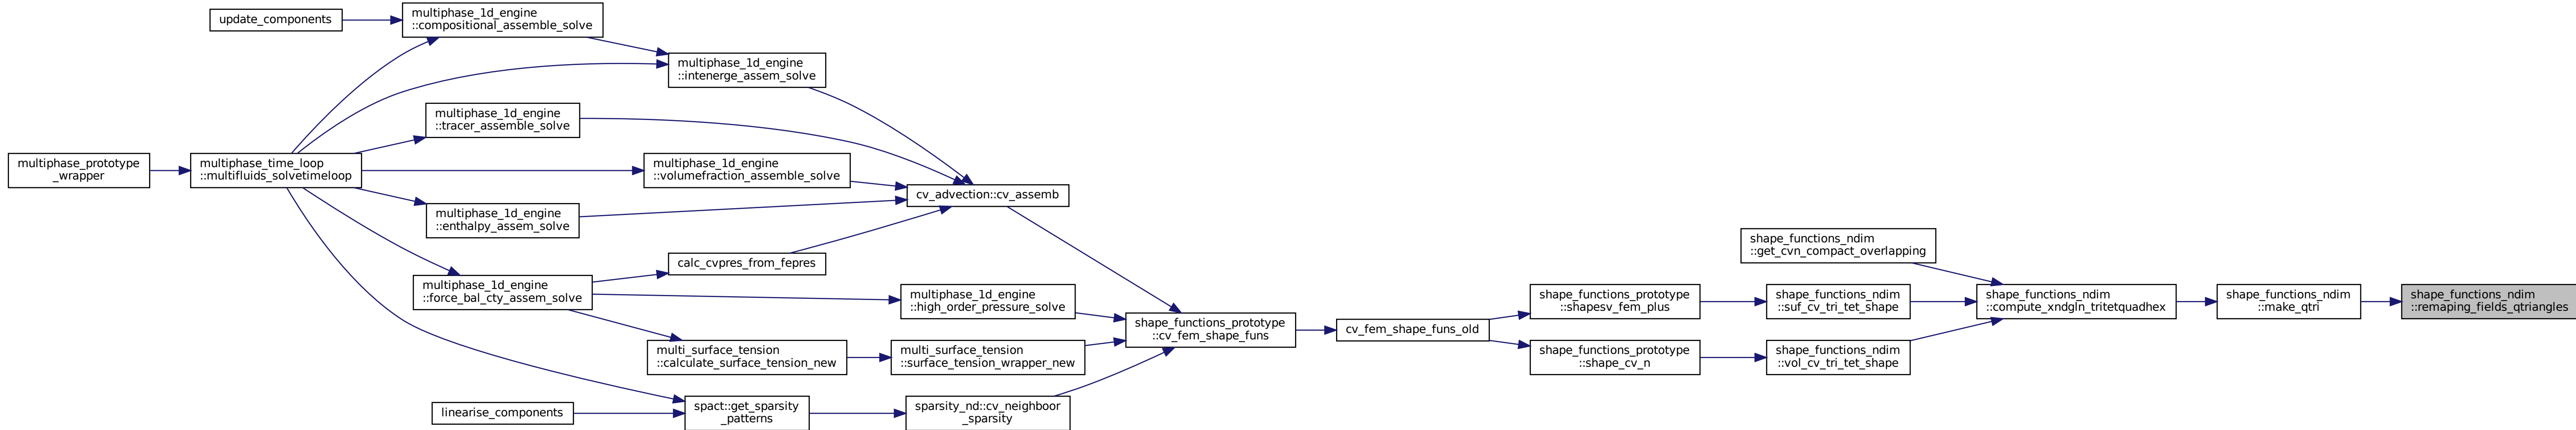 update_components
multiphase_1d_engine
::compositional_assemble_solve
multiphase_1d_engine
::intenerge_assem_solve
multiphase_1d_engine
::tracer_assemble_solve
multiphase_prototype
_wrapper
multiphase_time_loop
::multifluids_solvetimeloop
multiphase_1d_engine
::volumefraction_assemble_solve
cv_advection::cv_assemb
multiphase_1d_engine
::enthalpy_assem_solve
calc_cvpres_from_fepres
multiphase_1d_engine
::force_bal_cty_assem_solve
multiphase_1d_engine
::high_order_pressure_solve
multi_surface_tension
::calculate_surface_tension_new
multi_surface_tension
::surface_tension_wrapper_new
linearise_components
spact::get_sparsity
_patterns
sparsity_nd::cv_neighboor
_sparsity
shape_functions_prototype
::cv_fem_shape_funs
cv_fem_shape_funs_old
shape_functions_prototype
::shapesv_fem_plus
shape_functions_prototype
::shape_cv_n
shape_functions_ndim
::get_cvn_compact_overlapping
shape_functions_ndim
::suf_cv_tri_tet_shape
shape_functions_ndim
::vol_cv_tri_tet_shape
shape_functions_ndim
::compute_xndgln_tritetquadhex
shape_functions_ndim
::make_qtri
shape_functions_ndim
::remaping_fields_qtriangles